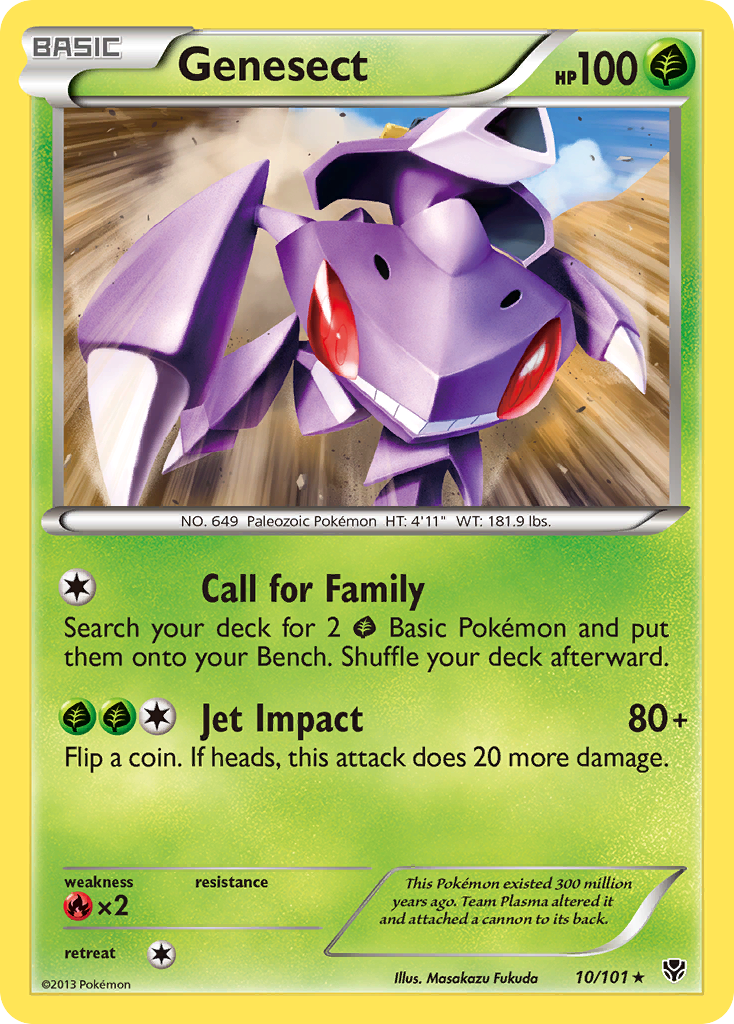 BASIC
Genesect
HP100
NO. 649 Paleozoic Pokémon HT: 4'11" WT: 181.9 lbs.
Call for Family
Search your deck for 2 Basic Pokémon and put
them onto your Bench. Shuffle your deck afterward.
Jet Impact 80+
Flip a coin. If heads, this attack does 20 more damage.
weakness resistance
×2
This Pokémon existed 300 million
years ago. Team Plasma altered it
and attached a cannon to its back.
retreat
©2013 Pokémon
Illus. Masakazu Fukuda
10/101 ★